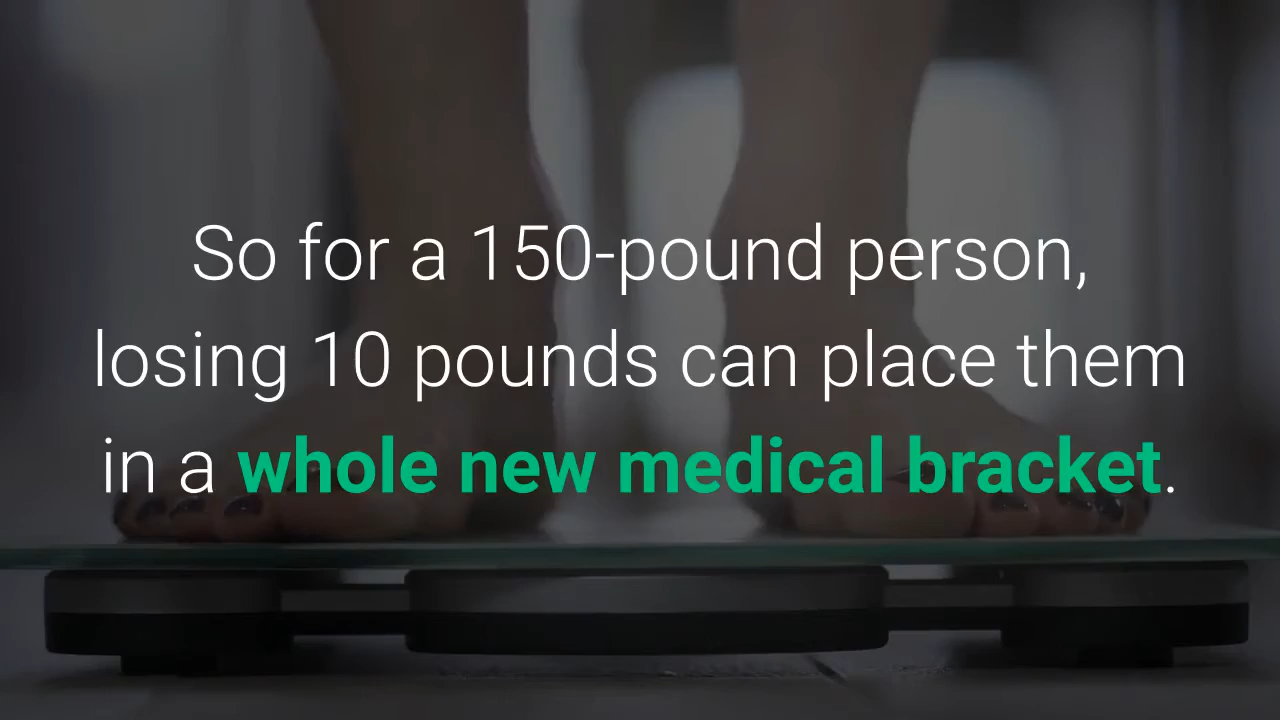 So for a 150-pound person,
losing 10 pounds can place them
in a whole new medical bracket.